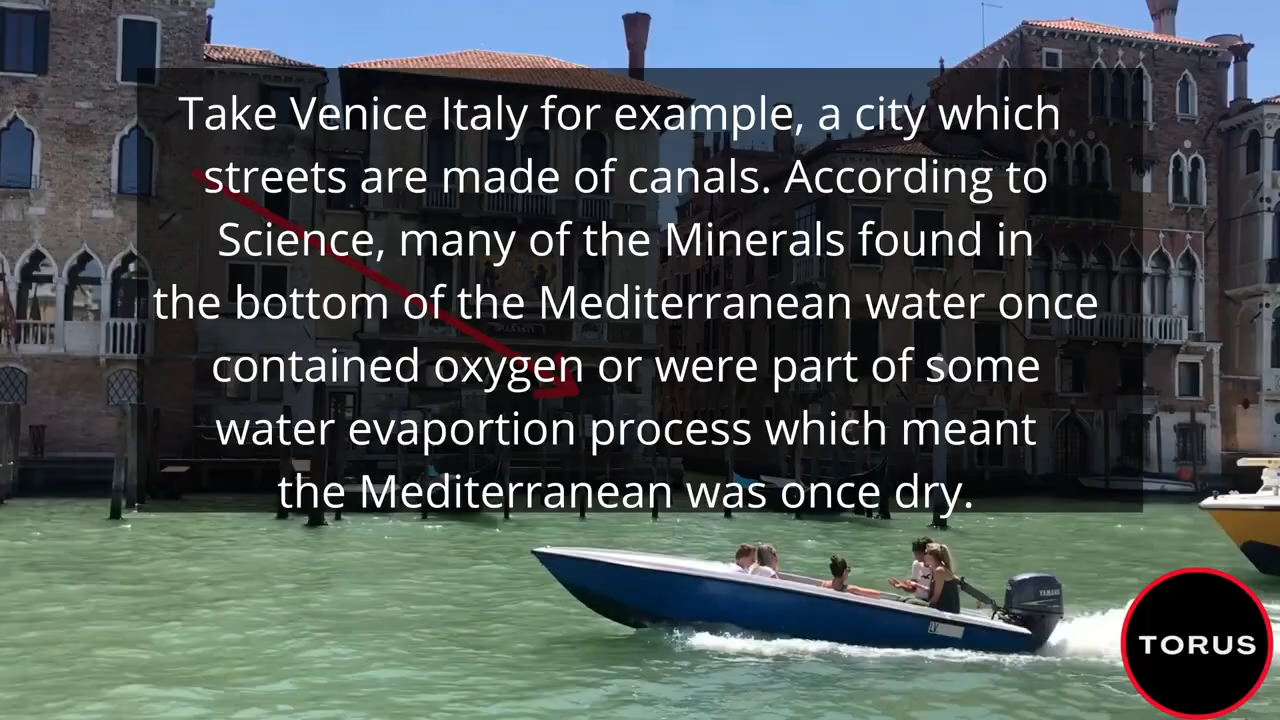 Take Venice Italy for example, a city which
streets are made of canals. According to
Science, many of the Minerals found in
the bottom of the Mediterranean water once
contained oxygen or were part of some
water evaportion process which meant
the Mediterranean was once dry.
YAMAHA
LV
TORUS